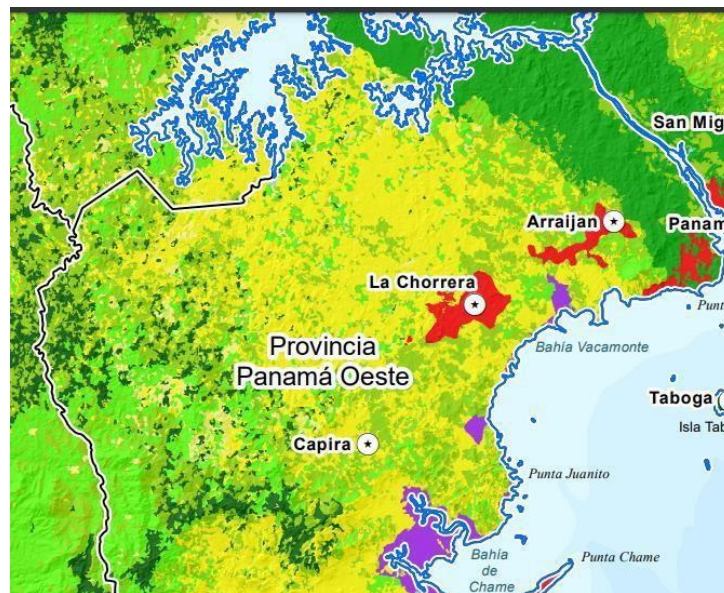 San Mig
Arraijan
Panam
La Chorrera
Punt
Provincia
Panamá Oeste
Bahía Vacamonte
Taboga
Isla Tab
Capira
Punta Juanito
Bahía
de
Chame
Punta Chame